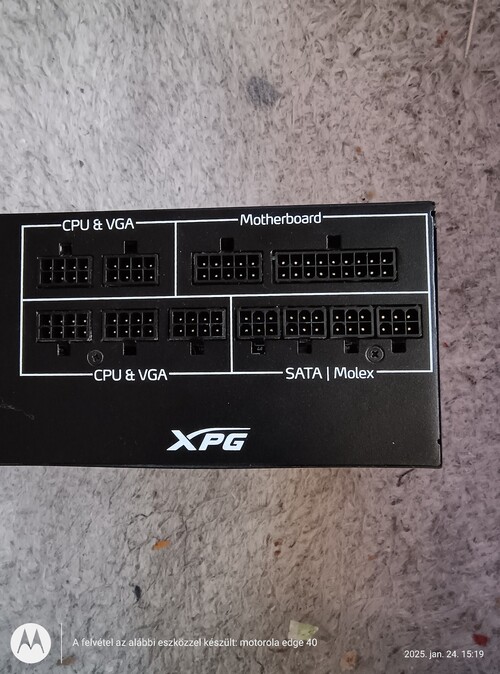 CPU & VGA
Motherboard
CPU & VGA
SATA | Molex
XPG
A felvétel az alábbi eszközzel készült: motorola edge 40
2025. jan. 24. 15:19